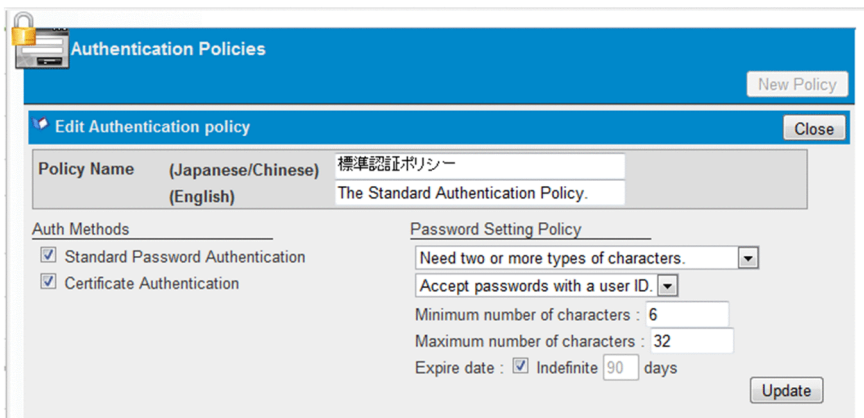 Authentication Policies
New Policy
Edit Authentication policy
Close
Policy Name (Japanese/Chinese) 標準認証ポリシー
(English) The Standard Authentication Policy.
Auth Methods
Password Setting Policy
Standard Password Authentication
Need two or more types of characters.
Certificate Authentication
Accept passwords with a user ID.
Minimum number of characters : 6
Maximum number of characters : 32
Expire date : Indefinite 90 days
Update